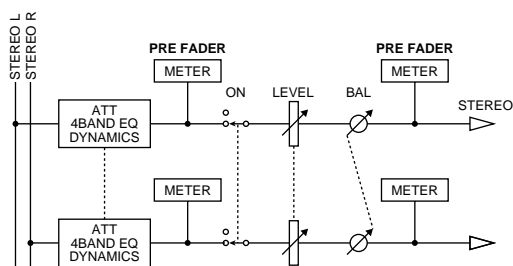 STEREO L
STEREO R
PRE FADER
PRE FADER
METER
METER
ON
LEVEL
BAL
STEREO
ATT
4BAND EQ
DYNAMICS
METER
METER
ATT
4BAND EQ
DYNAMICS